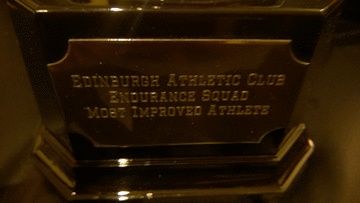 Edinburgh Athletic Club
Endurance Squad
Most Improved Athlete